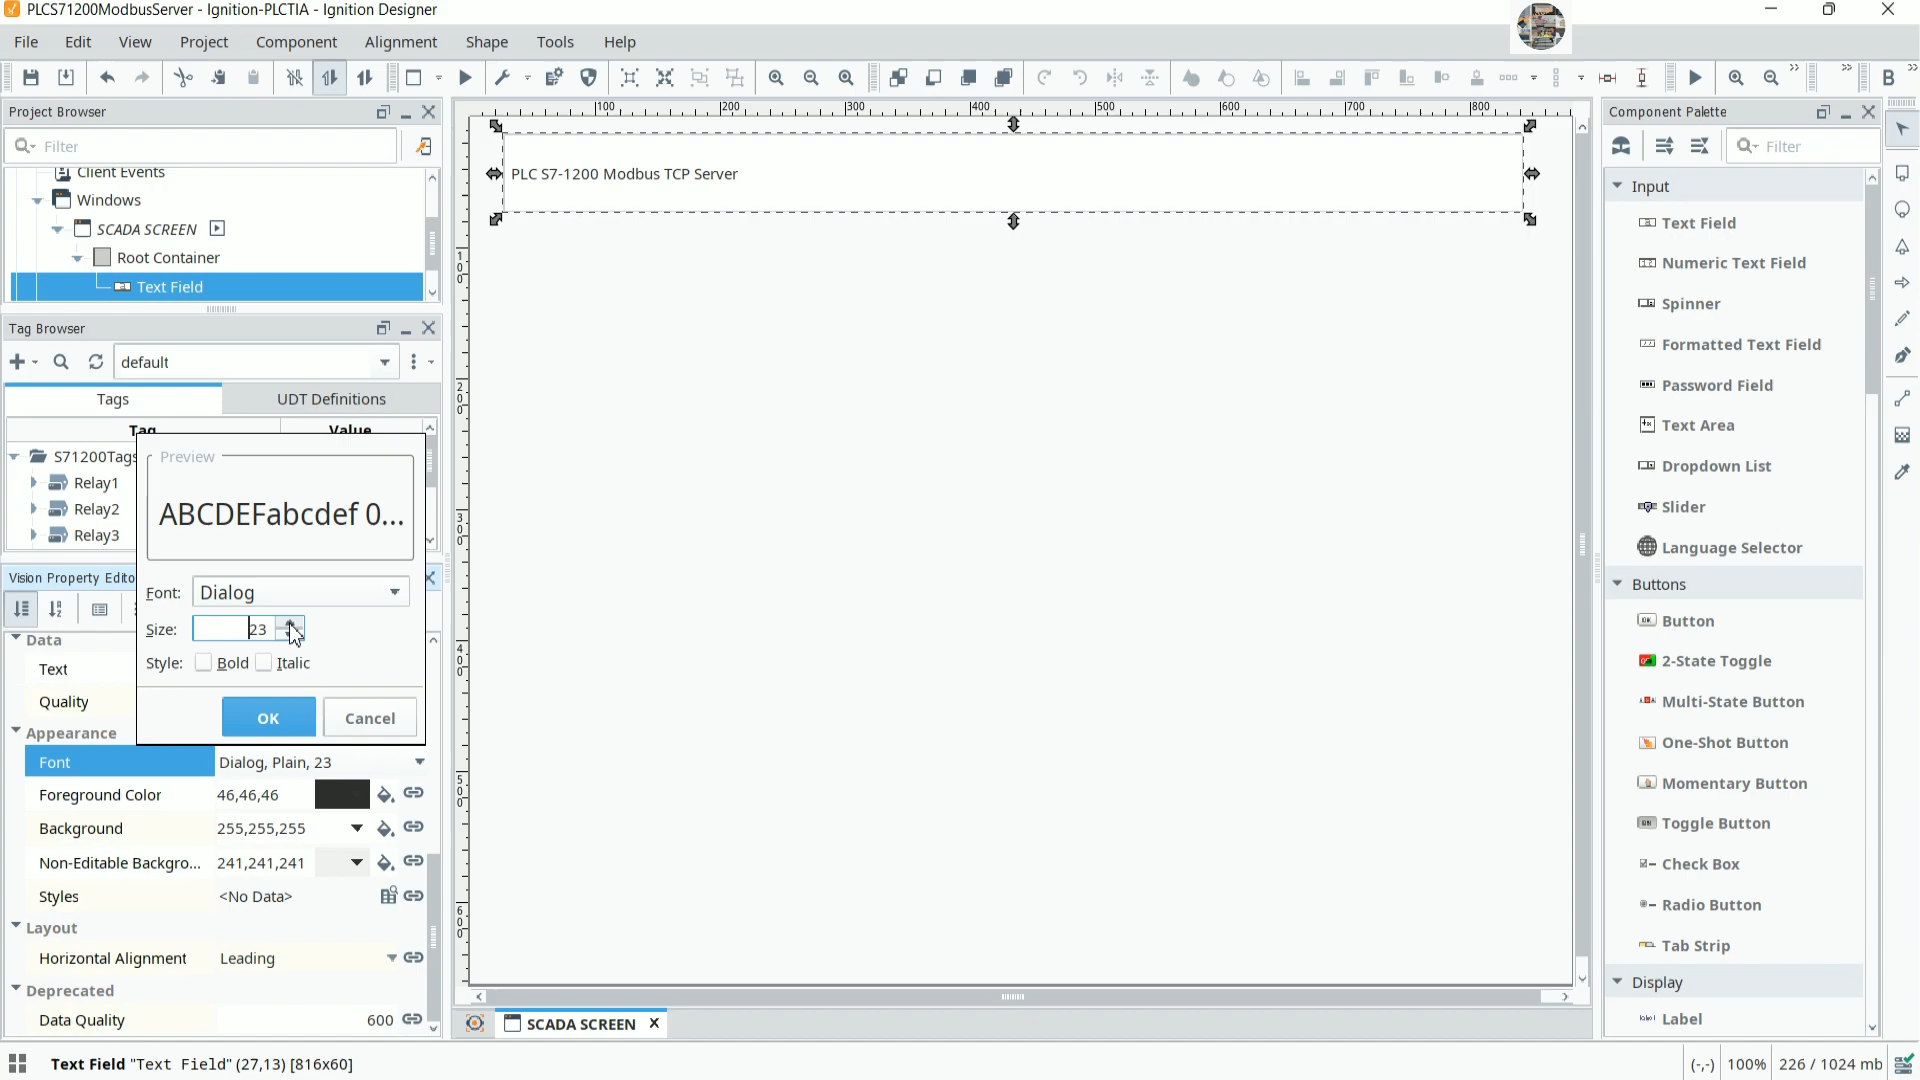 PLCS71200ModbusServer - Ignition-PLCTIA - Ignition Designer
File Edit View Project Component Alignment Shape Tools Help
B
Project Browser
Filter
Client Events
Windows
SCADA SCREEN
Root Container
Text Field
Tag Browser
default
Tags UDT Definitions
Tag Value
S71200Tags
Relay1
Relay2
Relay3
Preview
ABCDEFabcdef 0...
Font: Dialog
Size: 23
Style: Bold Italic
OK Cancel
Vision Property Edito
Data
Text
Quality
Appearance
Font Dialog, Plain, 23
Foreground Color 46,46,46
Background 255,255,255
Non-Editable Backgro... 241,241,241
Styles <No Data>
Layout
Horizontal Alignment Leading
Deprecated
Data Quality 600
100 200 300 400 500 600 700 800
PLC S7-1200 Modbus TCP Server
100
200
300
400
500
600
SCADA SCREEN
Component Palette
Filter
Input
Text Field
Numeric Text Field
Spinner
Formatted Text Field
Password Field
Text Area
Dropdown List
Slider
Language Selector
Buttons
Button
2-State Toggle
Multi-State Button
One-Shot Button
Momentary Button
Toggle Button
Check Box
Radio Button
Tab Strip
Display
Label
Text Field "Text Field" (27,13) [816x60]
(-,-) 100% 226 / 1024 mb